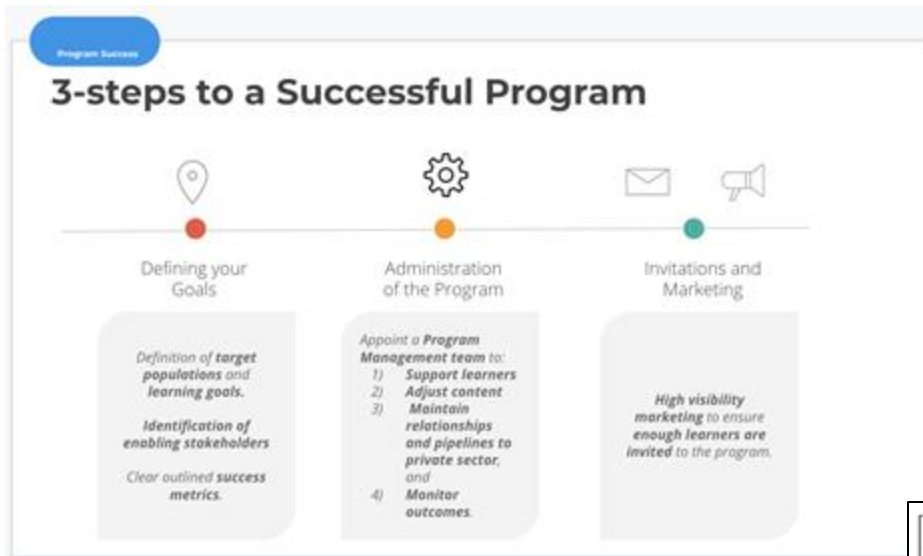 Program Success
3-steps to a Successful Program
Defining your
Goals
Definition of target
populations and
learning goals.
Identification of
enabling stakeholders
Clear outlined success
metrics.
Administration
of the Program
Appoint a Program
Management team to:
1) Support learners
2) Adjust content
3) Maintain
relationships
and pipelines to
private sector,
and
4) Monitor
outcomes.
Invitations and
Marketing
High visibility
marketing to ensure
enough learners are
invited to the program.